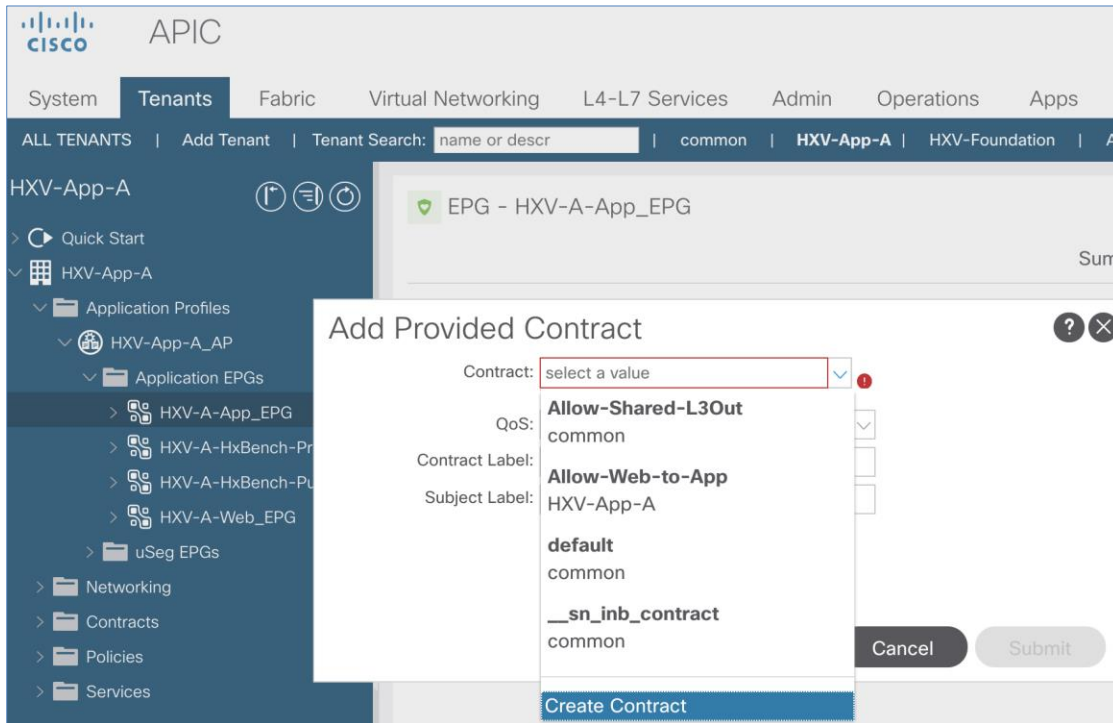 CISCO
APIC
System Tenants Fabric Virtual Networking L4-L7 Services Admin Operations Apps
ALL TENANTS | Add Tenant | Tenant Search: name or descr | common | HXV-App-A | HXV-Foundation |
HXV-App-A
EPG - HXV-A-App_EPG
Quick Start
HXV-App-A
Application Profiles
HXV-App-A_AP
Application EPGs
HXV-A-App_EPG
HXV-A-HxBench-Pr
HXV-A-HxBench-Pu
HXV-A-Web_EPG
uSeg EPGs
Networking
Contracts
Policies
Services
Sum
Add Provided Contract
Contract: select a value
QoS:
Contract Label:
Subject Label:
Allow-Shared-L3Out
common
Allow-Web-to-App
HXV-App-A
default
common
__sn_inb_contract
common
Create Contract
Cancel
Submit